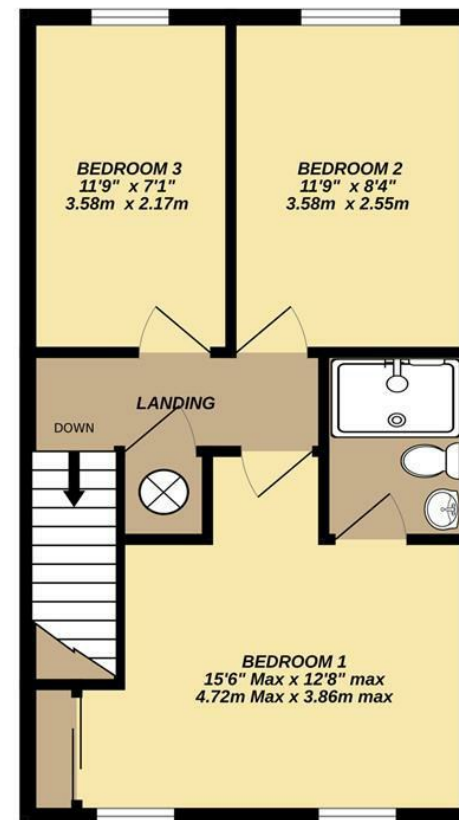 BEDROOM 3
11'9" x 7'1"
3.58m x 2.17m
BEDROOM 2
11'9" x 8'4"
3.58m x 2.55m
LANDING
DOWN
BEDROOM 1
15'6" Max x 12'8" max
4.72m Max x 3.86m max